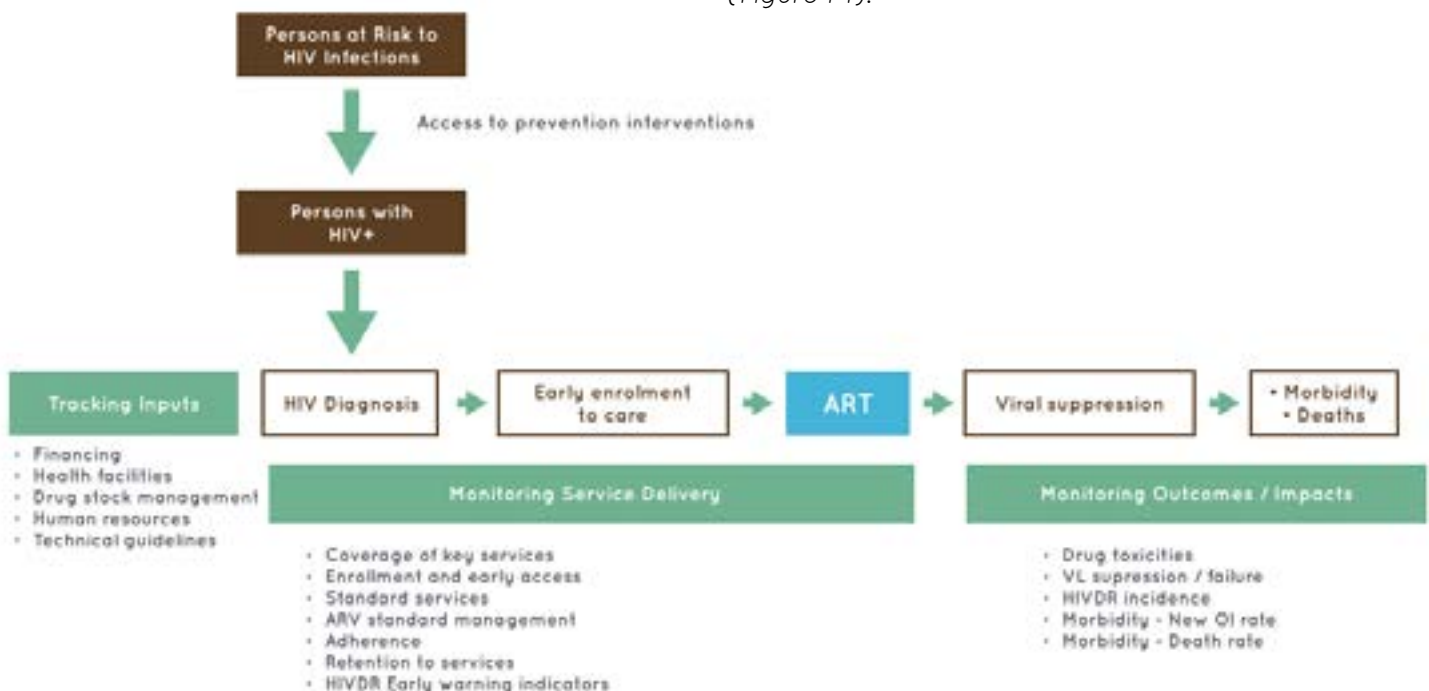 Persons at Risk to
HIV Infections
Access to prevention interventions
Persons with
HIV+
Tracking Inputs
• Financing
• Health facilities
• Drug stock management
• Human resources
• Technical guidelines
HIV Diagnosis
Early enrolment
to care
ART
Viral suppression
• Morbidity
• Deaths
Monitoring Service Delivery
• Coverage of key services
• Enrollment and early access
• Standard services
• ARV standard management
• Adherence
• Retention to services
• HIVDR Early warning indicators
Monitoring Outcomes / Impacts
• Drug toxicities
• VL supression / failure
• HIVDR incidence
• Morbidity - New OI rate
• Morbidity - Death rate